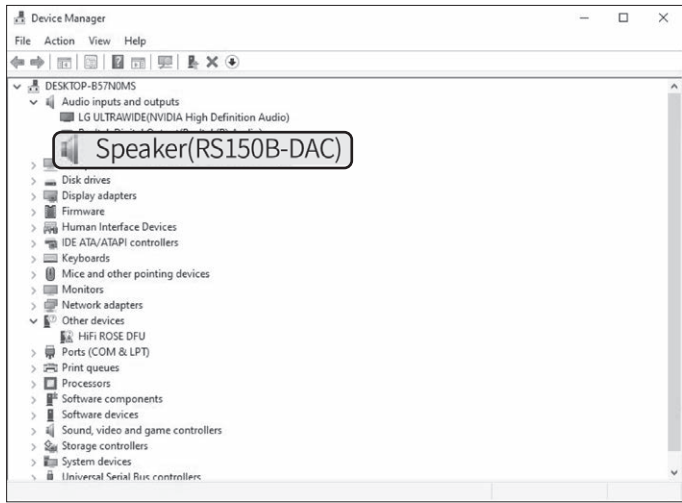 Device Manager
File Action View Help
DESKTOP-B57N0MS
Audio inputs and outputs
LG ULTRAWIDE(NVIDIA High Definition Audio)
Speaker(RS150B-DAC)
Disk drives
Display adapters
Firmware
Human Interface Devices
IDE ATA/ATAPI controllers
Keyboards
Mice and other pointing devices
Monitors
Network adapters
Other devices
HiFi ROSE DFU
Ports (COM & LPT)
Print queues
Processors
Software components
Software devices
Sound, video and game controllers
Storage controllers
System devices
Universal Serial Bus controllers